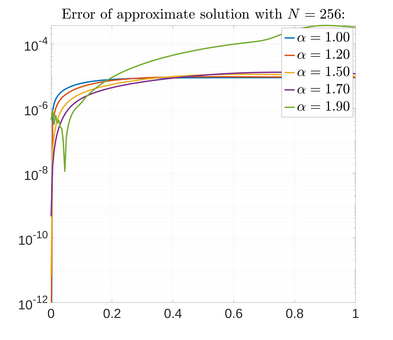 Error of approximate solution with N = 256:
10^-4
10^-6
10^-8
10^-10
10^-12
0 0.2 0.4 0.6 0.8 1
α = 1.00
α = 1.20
α = 1.50
α = 1.70
α = 1.90